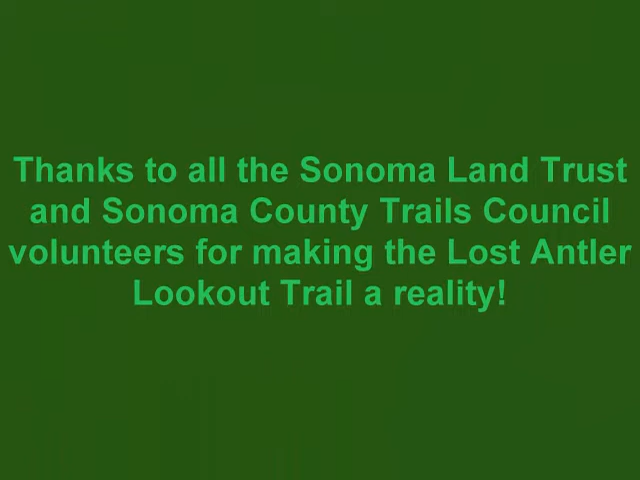 Thanks to all the Sonoma Land Trust
and Sonoma County Trails Council
volunteers for making the Lost Antler
Lookout Trail a reality!